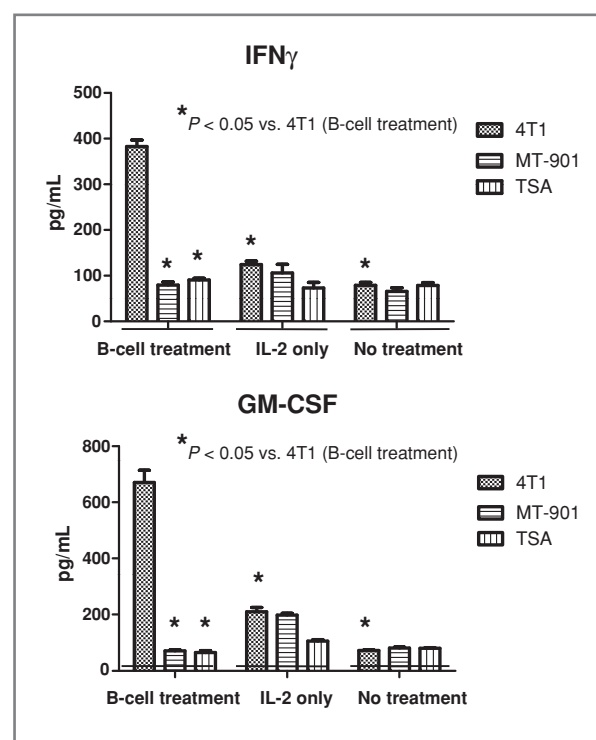 IFNγ
500
400
300
200
100
0
pg/mL
*P < 0.05 vs. 4T1 (B-cell treatment)
4T1
MT-901
TSA
* * * *
B-cell treatment IL-2 only No treatment
GM-CSF
800
600
400
200
0
pg/mL
*P < 0.05 vs. 4T1 (B-cell treatment)
4T1
MT-901
TSA
* * * *
B-cell treatment IL-2 only No treatment